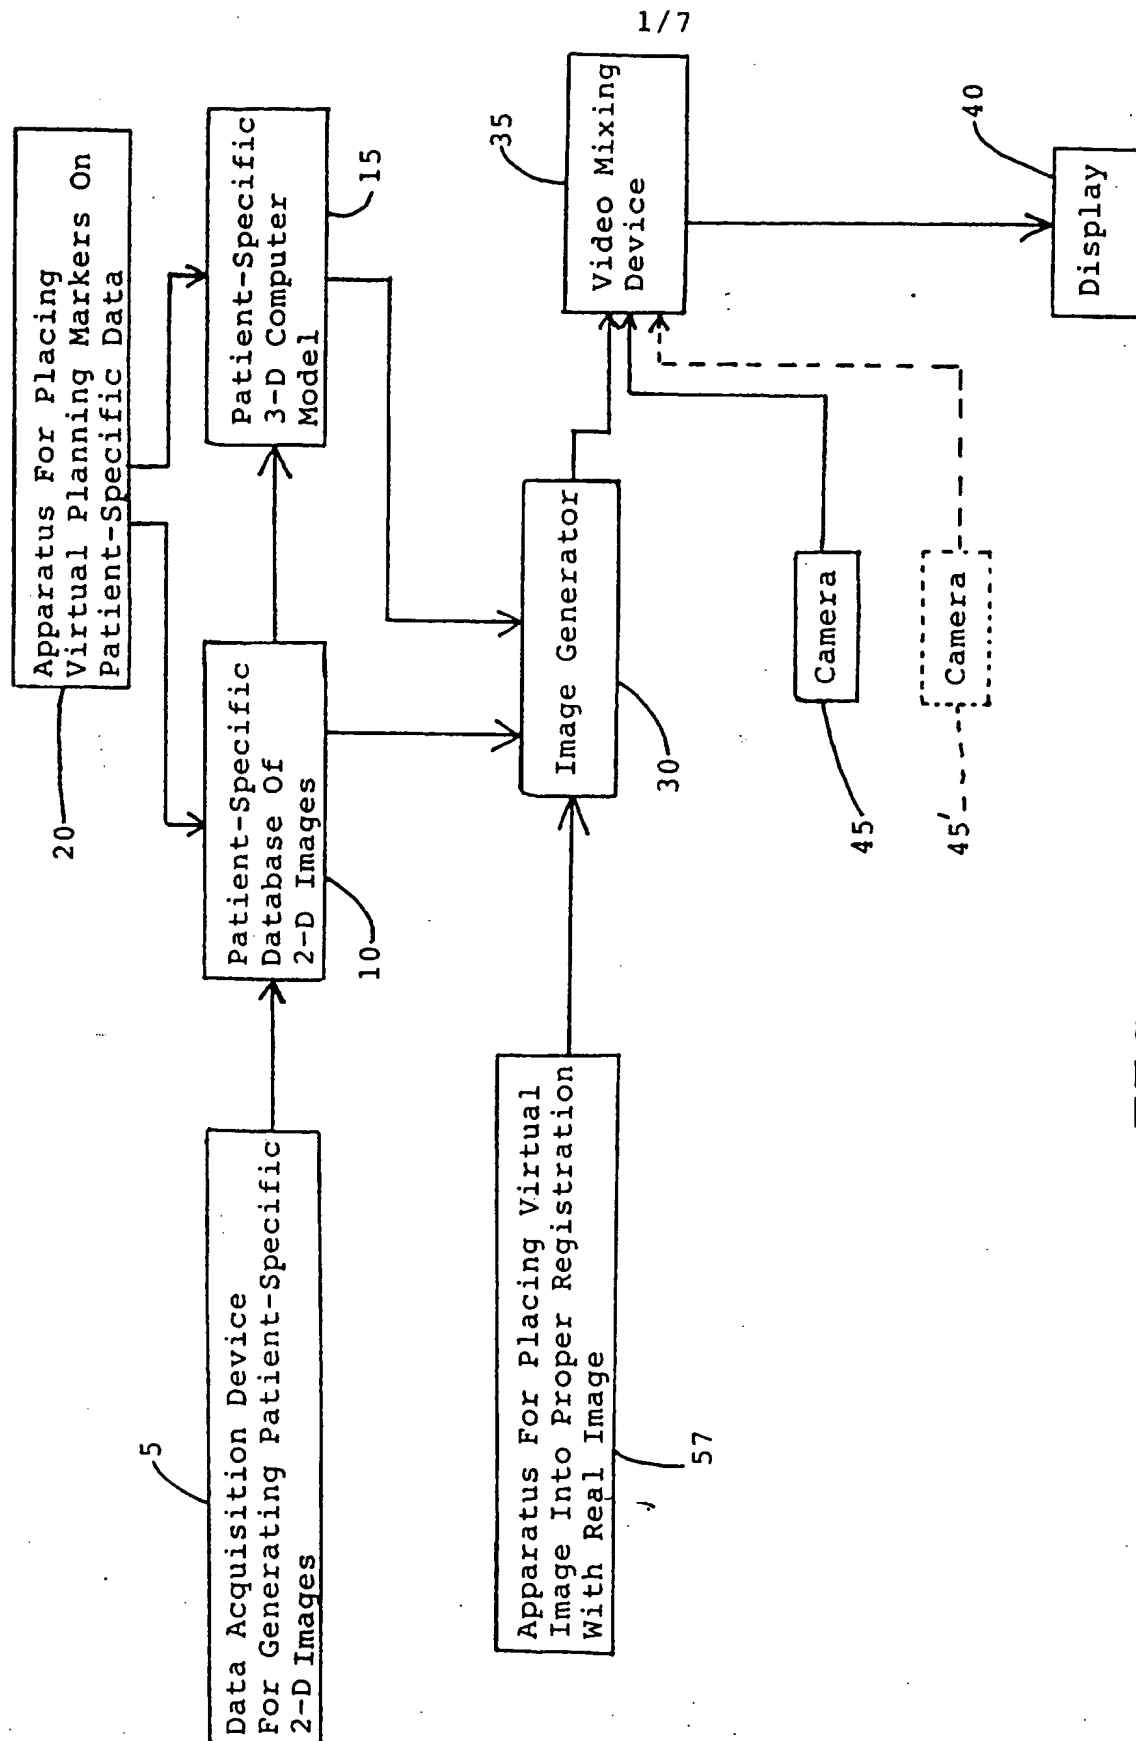 1/7
Apparatus For Placing
Virtual Planning Markers On
Patient-Specific Data
20
Data Acquisition Device
For Generating Patient-Specific
2-D Images
5
Patient-Specific
Database Of
2-D Images
10
Patient-Specific
3-D Computer
Model
15
Apparatus For Placing Virtual
Image Into Proper Registration
With Real Image
57
Image Generator
30
Video Mixing
Device
35
Camera
45
Camera
45'
Display
40